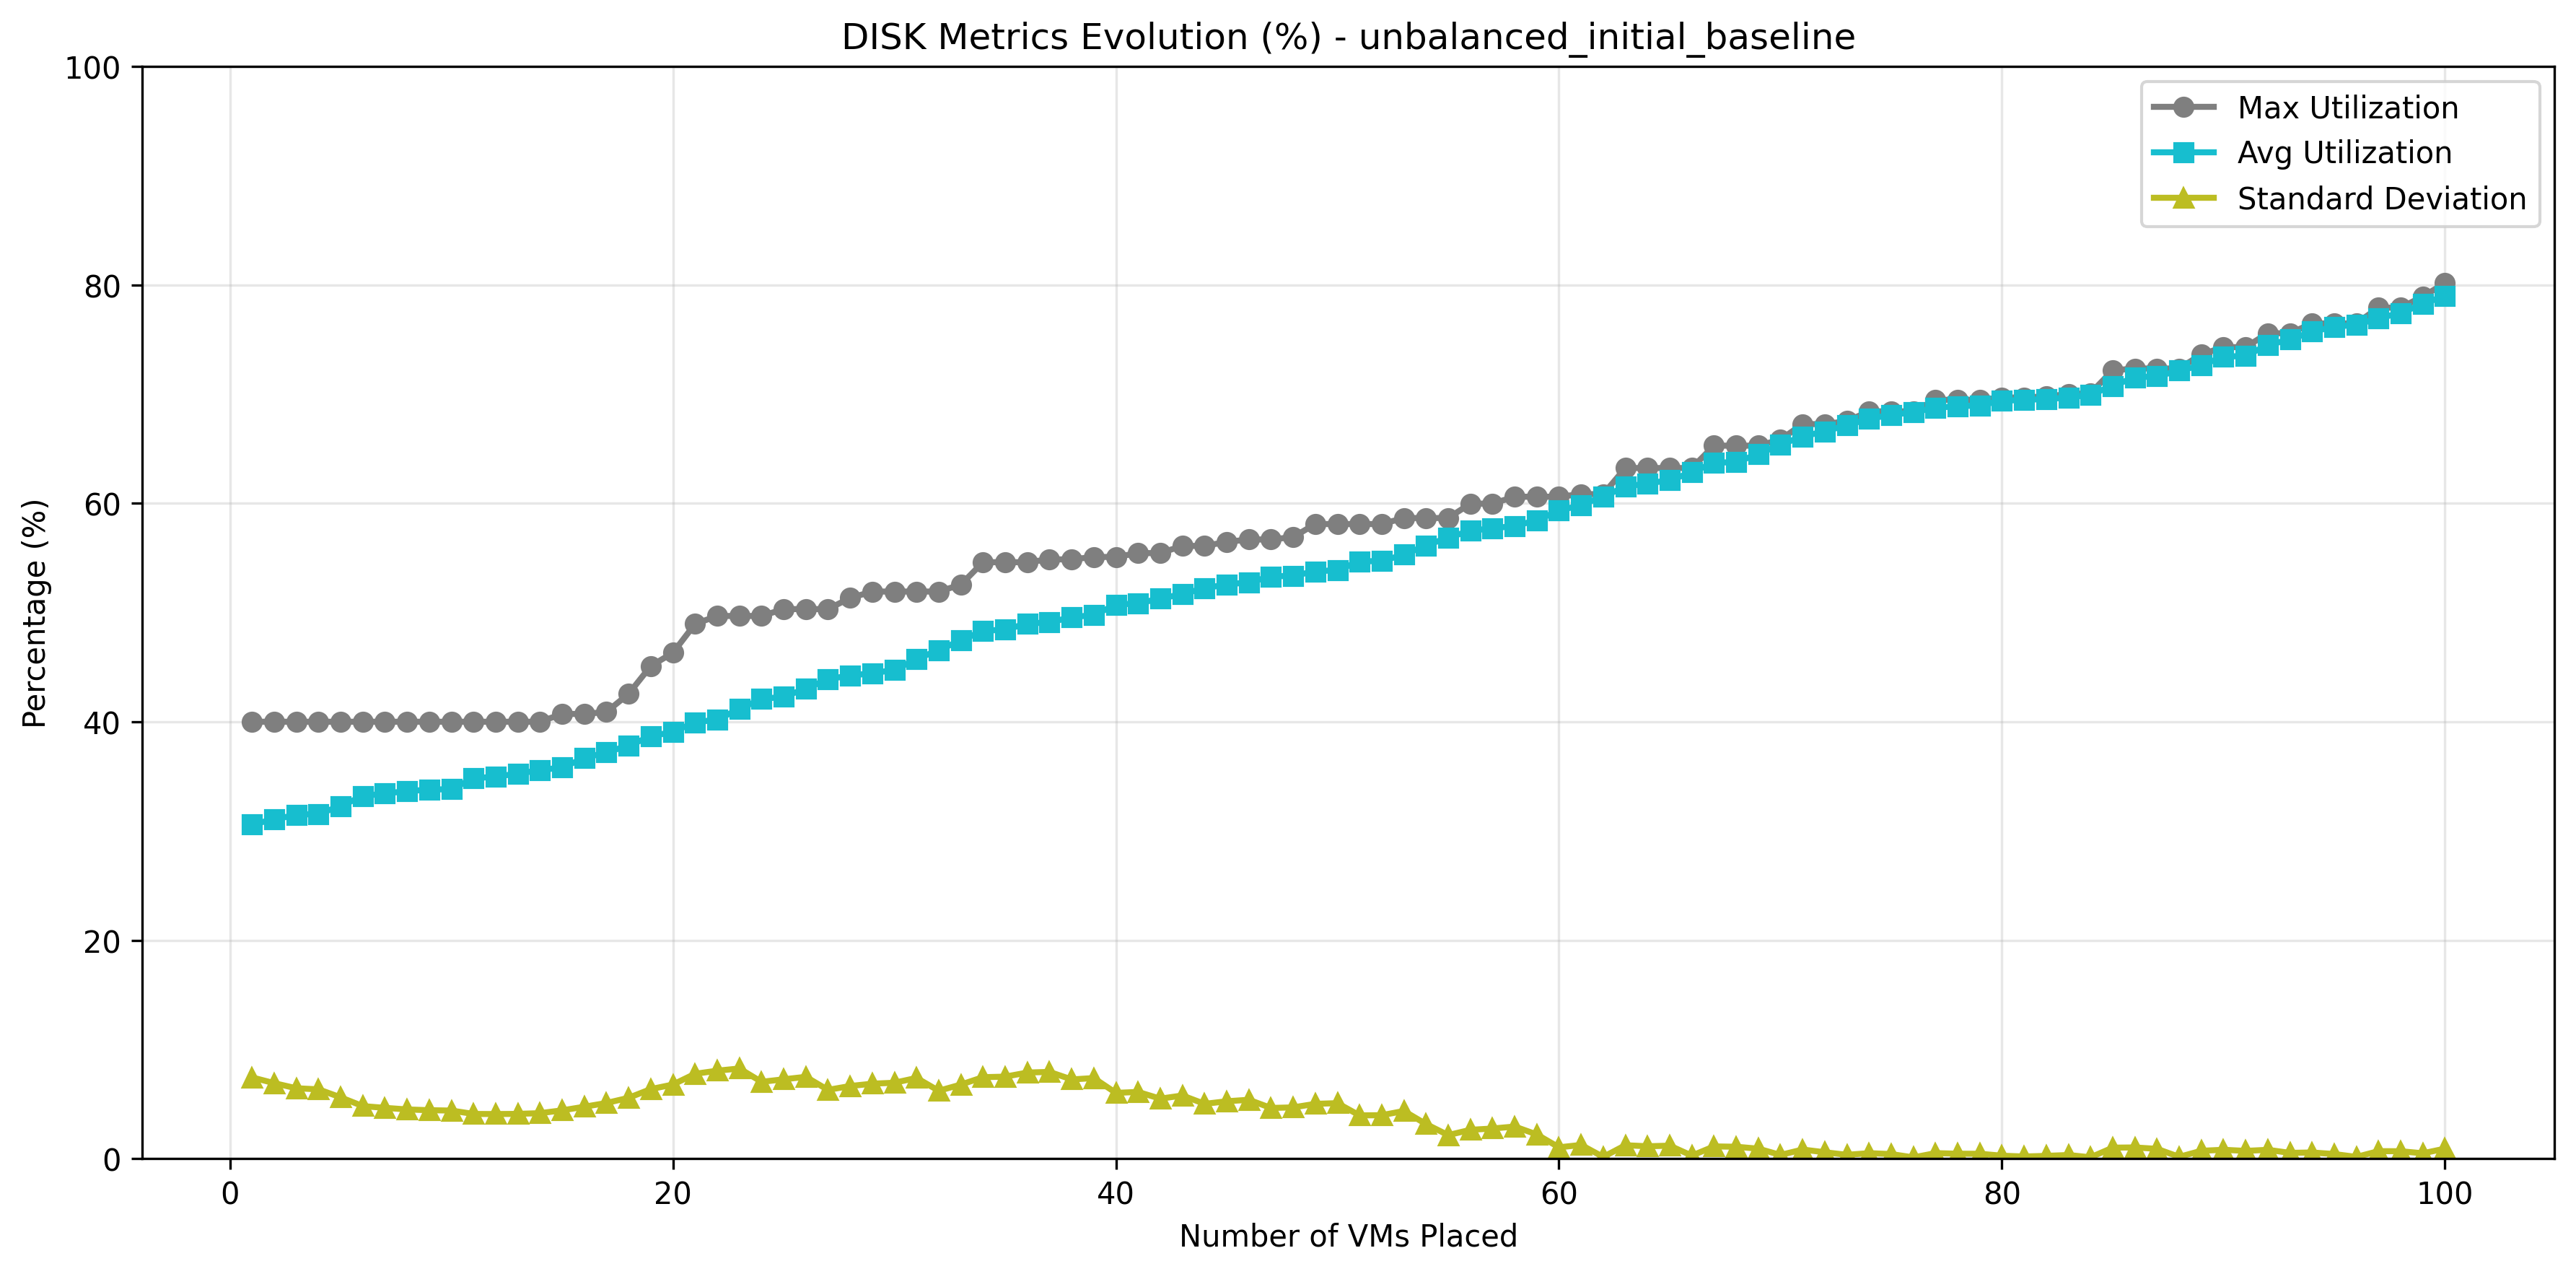 DISK Metrics Evolution (%) - unbalanced_initial_baseline
100
80
60
40
20
0
Percentage (%)
Max Utilization
Avg Utilization
Standard Deviation
0 20 40 60 80 100
Number of VMs Placed